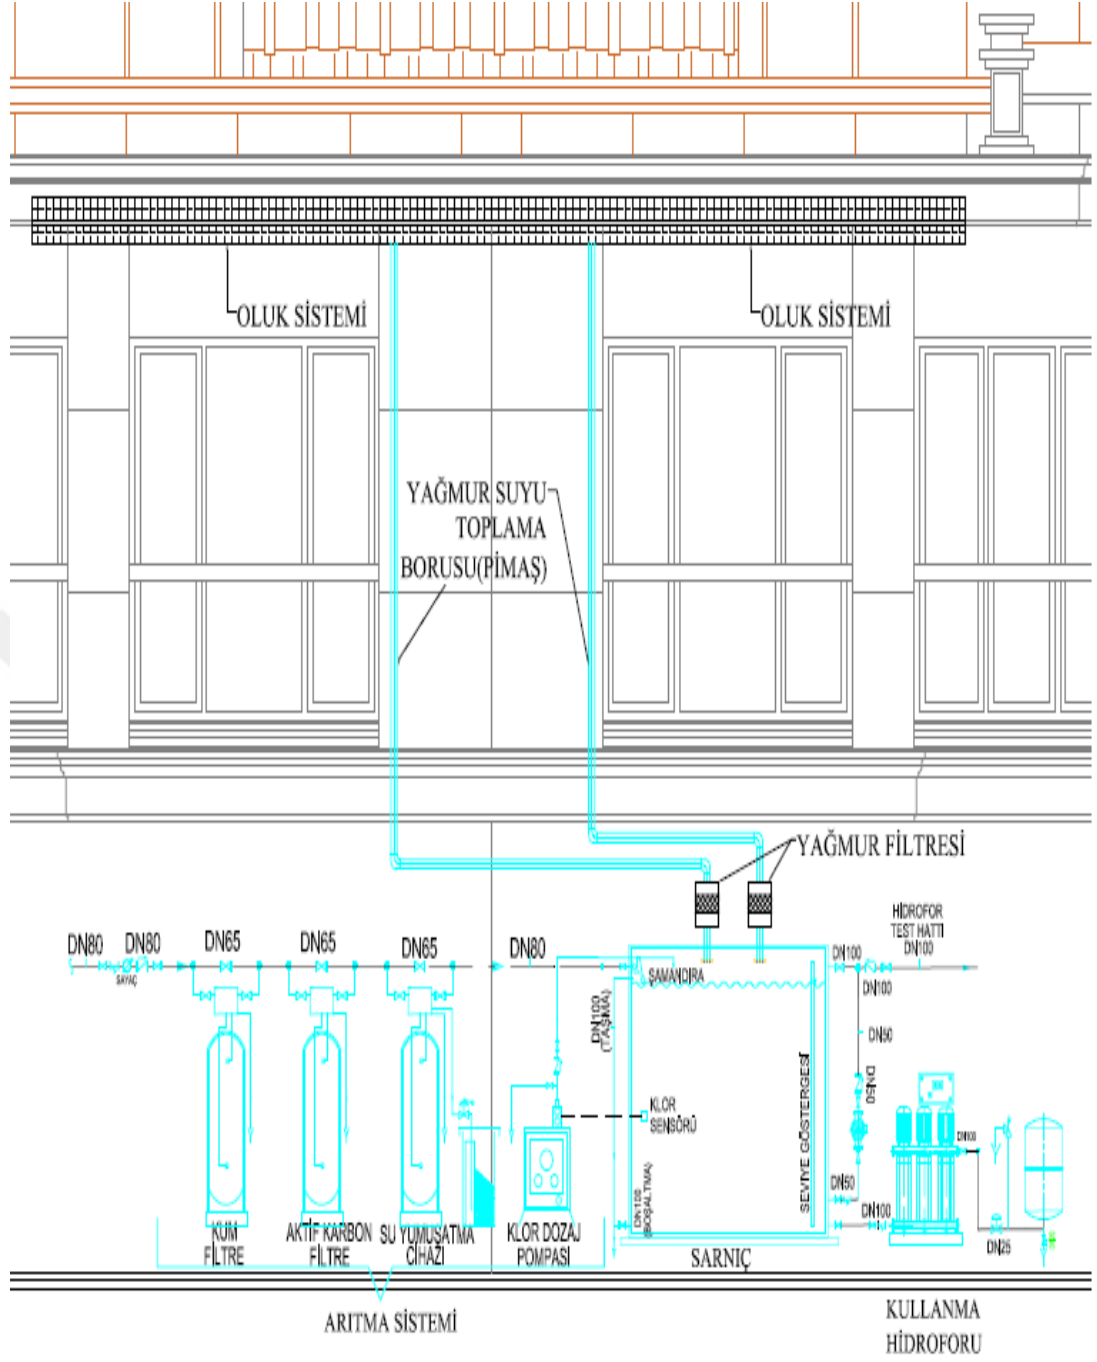 OLUK SİSTEMİ
OLUK SİSTEMİ
YAĞMUR SUYU
TOPLAMA
BORUSU(PİMAŞ)
YAĞMUR FİLTRESİ
HİDROFOR
TEST HATTI
DN100
DN80
DN80
SAYAÇ
DN65
DN65
DN65
DN80
ŞAMANDIRA
DN100
(TAŞMA)
DN100
DN100
DN50
DN50
KLOR
SENSÖRÜ
SEVİYE GÖSTERGESİ
DN100
(BOŞALTMA)
DN50
DN100
DN100
DN25
KUM
FİLTRE
AKTİF KARBON
FİLTRE
SU YUMUŞATMA
CİHAZI
KLOR DOZAJ
POMPASI
SARNIÇ
ARITMA SİSTEMİ
KULLANMA
HİDROFORU